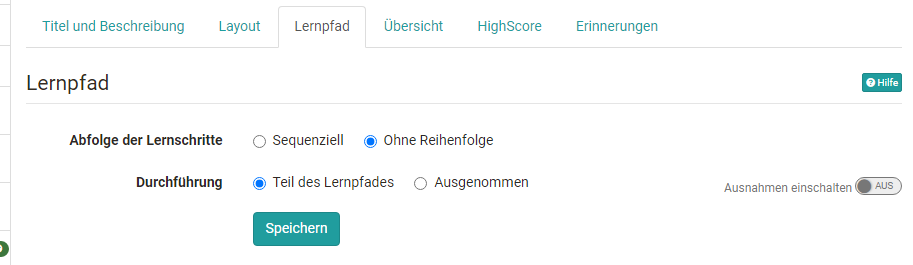 Titel und Beschreibung Layout Lernpfad Übersicht HighScore Erinnerungen
Lernpfad Hilfe
Abfolge der Lernschritte Sequenziell Ohne Reihenfolge
Durchführung Teil des Lernpfades Ausgenommen Ausnahmen einschalten AUS
Speichern